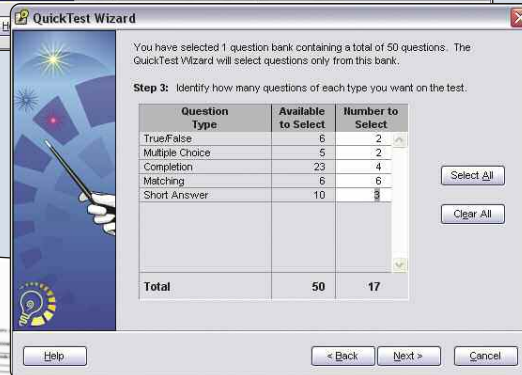 QuickTest Wizard
You have selected 1 question bank containing a total of 50 questions. The
QuickTest Wizard will select questions only from this bank.
Step 3: Identify how many questions of each type you want on the test.
Question Type Available to Select Number to Select
True/False 6 2
Multiple Choice 5 2
Completion 23 4
Matching 6 6
Short Answer 10 3
Total 50 17
Select All
Clear All
Help < Back Next > Cancel